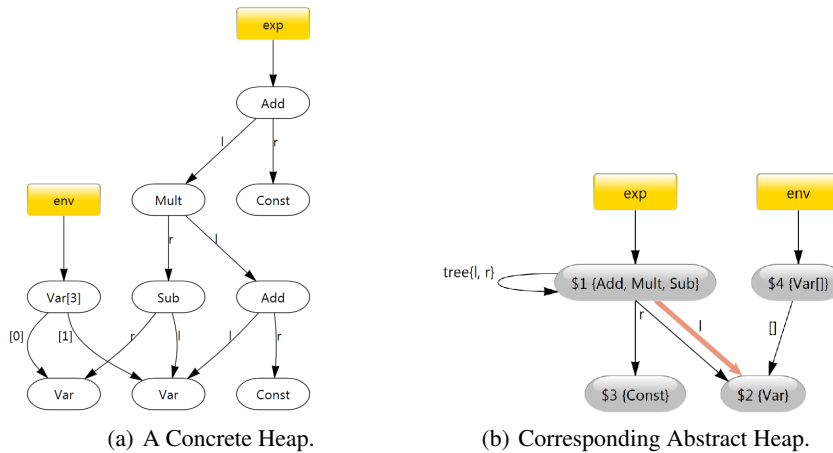 exp
Add
l
r
env
Mult
Const
r
l
Var[3]
Sub
Add
[0]
[1]
r
l
l
r
Var
Var
Const
(a) A Concrete Heap.
exp
env
tree{l, r}
$1 {Add, Mult, Sub}
$4 {Var[]}
r
l
[]
$3 {Const}
$2 {Var}
(b) Corresponding Abstract Heap.